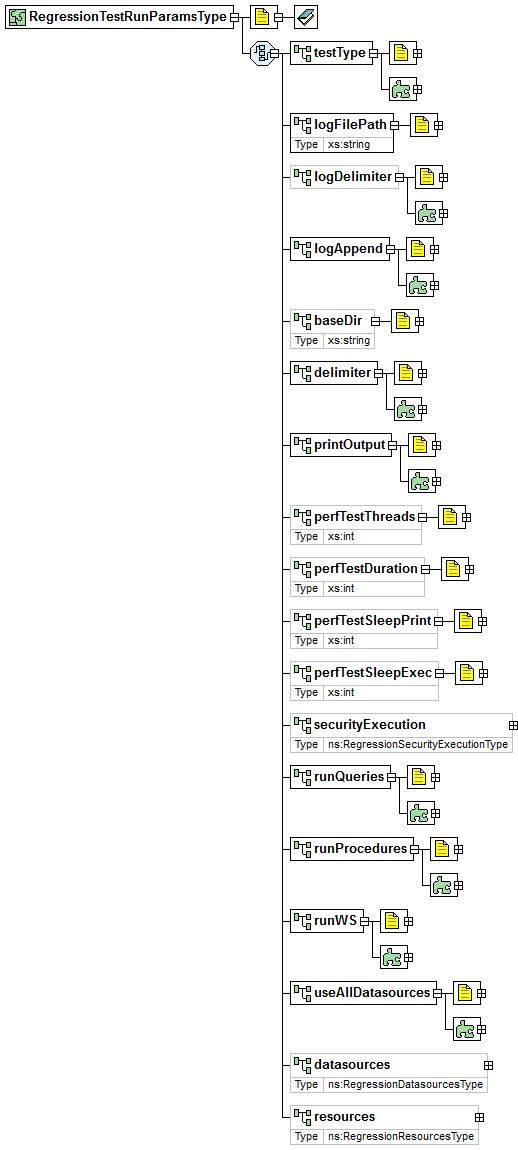 RegressionTestRunParamsType
testType
logFilePath
Type xs:string
logDelimiter
logAppend
baseDir
Type xs:string
delimiter
printOutput
perfTestThreads
Type xs:int
perfTestDuration
Type xs:int
perfTestSleepPrint
Type xs:int
perfTestSleepExec
Type xs:int
securityExecution
Type ns:RegressionSecurityExecutionType
runQueries
runProcedures
runWS
useAllDatasources
datasources
Type ns:RegressionDatasourcesType
resources
Type ns:RegressionResourcesType